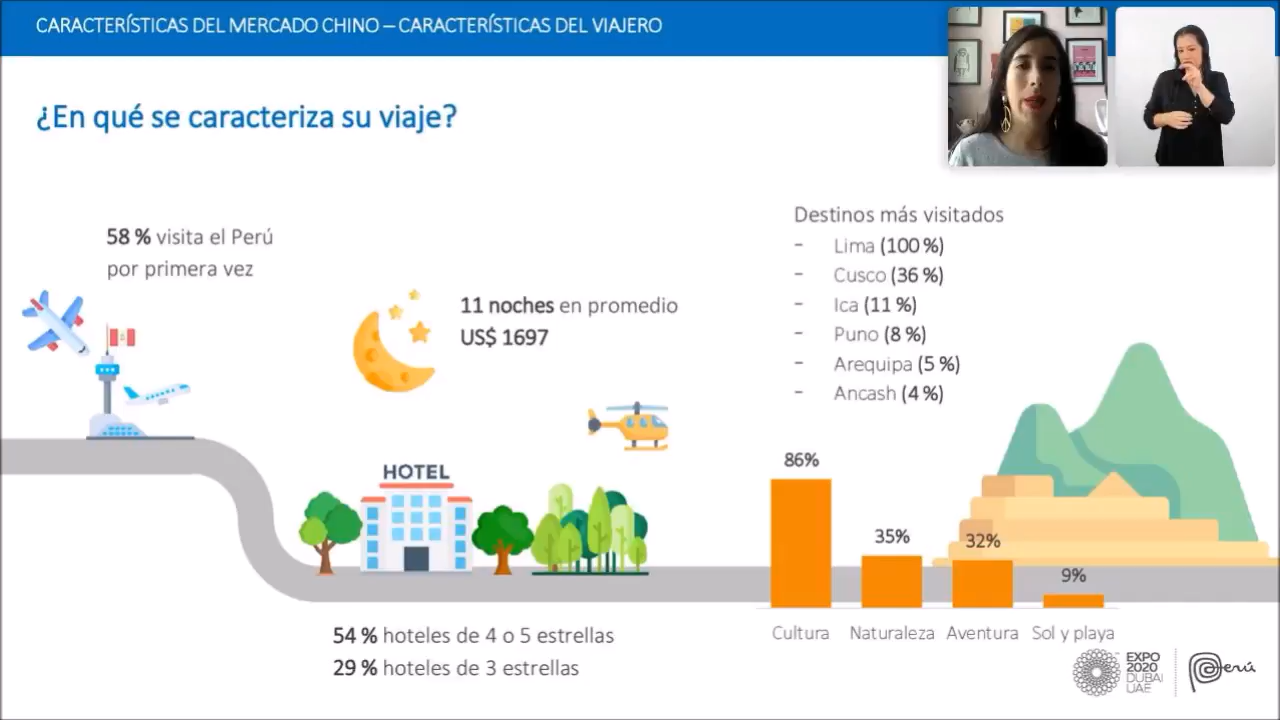 CARACTERÍSTICAS DEL MERCADO CHINO – CARACTERÍSTICAS DEL VIAJERO
¿En qué se caracteriza su viaje?
58 % visita el Perú
por primera vez
11 noches en promedio
US$ 1697
HOTEL
54 % hoteles de 4 o 5 estrellas
29 % hoteles de 3 estrellas
Destinos más visitados
- Lima (100 %)
- Cusco (36 %)
- Ica (11 %)
- Puno (8 %)
- Arequipa (5 %)
- Ancash (4 %)
86%
35%
32%
9%
Cultura Naturaleza Aventura Sol y playa
EXPO
2020
DUBAI
UAE
Perú